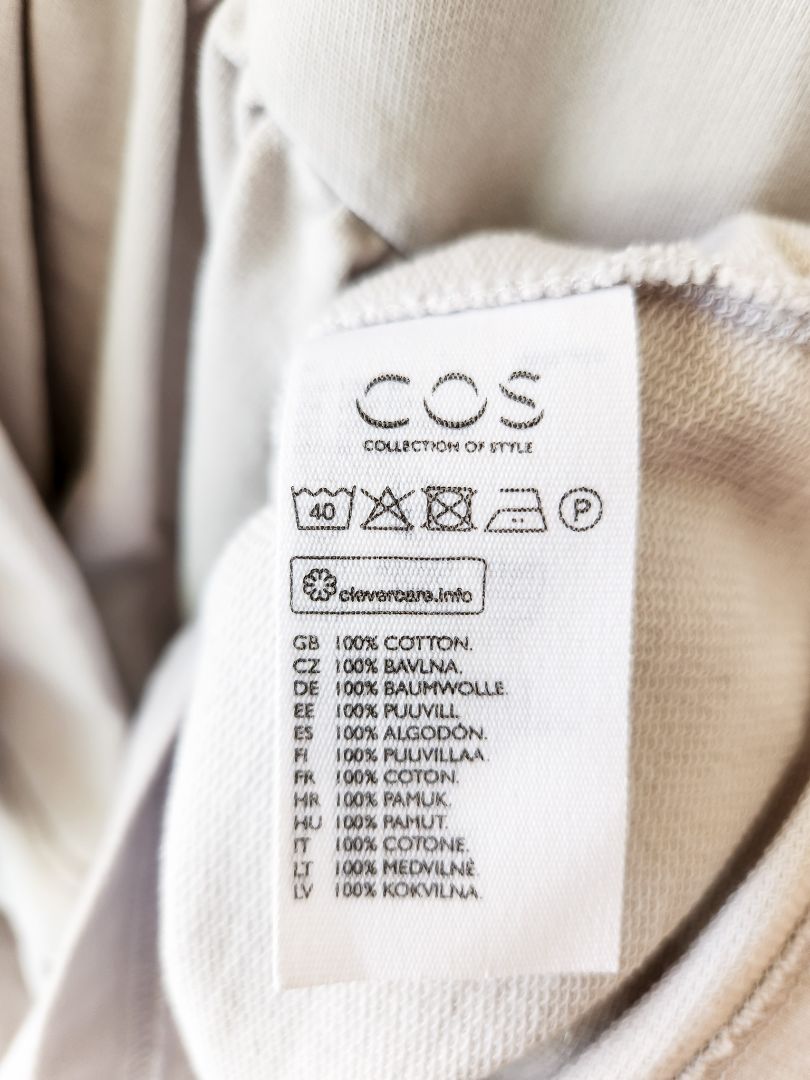 COS
COLLECTION OF STYLE
40 P
clevercare.info
GB 100% COTTON.
CZ 100% BAVLNA.
DE 100% BAUMWOLLE.
EE 100% PUUVILL.
ES 100% ALGODÓN.
FI 100% PUUVILLAA.
FR 100% COTON.
HR 100% PAMUK.
HU 100% PAMUT.
IT 100% COTONE.
LT 100% MEDVILNĖ.
LV 100% KOKVILNA.